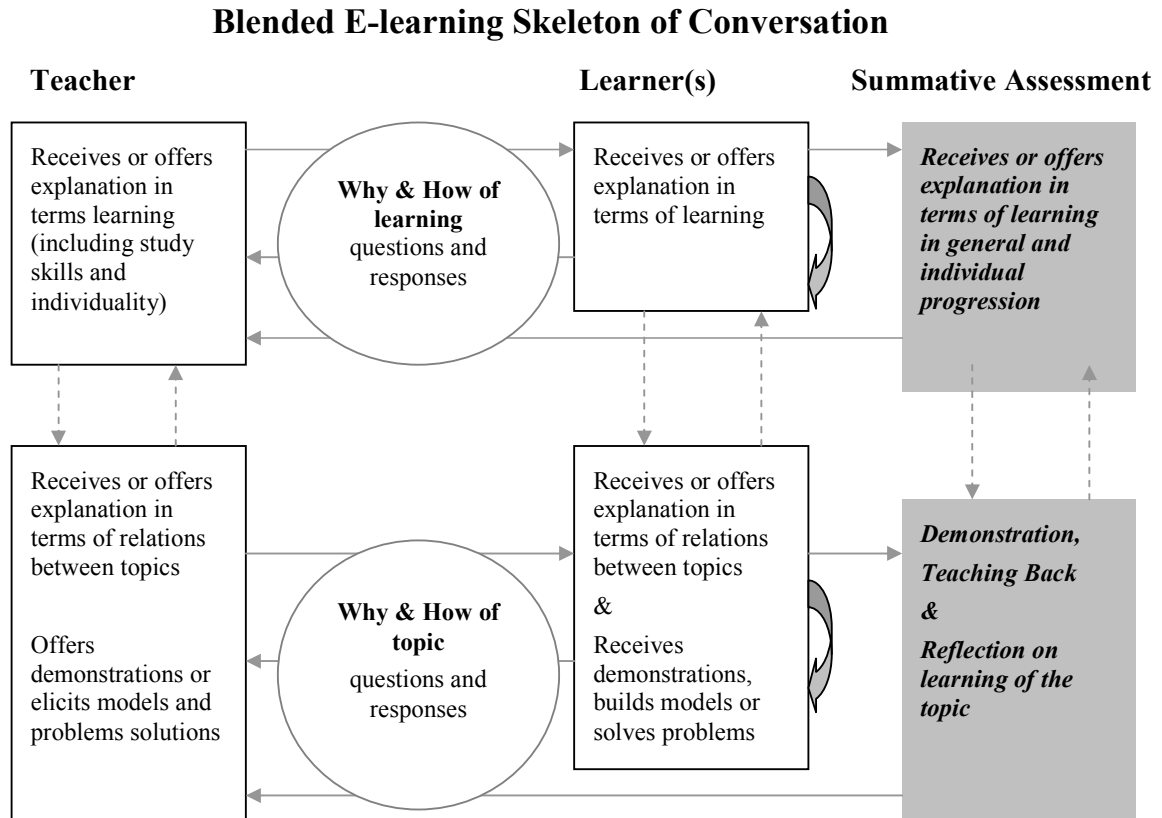 Blended E-learning Skeleton of Conversation
Teacher
Learner(s)
Summative Assessment
Receives or offers
explanation in
terms learning
(including study
skills and
individuality)
Why & How of
learning
questions and
responses
Receives or offers
explanation in
terms of learning
Receives or offers
explanation in
terms of learning
in general and
individual
progression
Receives or offers
explanation in
terms of relations
between topics
Offers
demonstrations or
elicits models and
problems solutions
Why & How of
topic
questions and
responses
Receives or offers
explanation in
terms of relations
between topics
&
Receives
demonstrations,
builds models or
solves problems
Demonstration,
Teaching Back
&
Reflection on
learning of the
topic